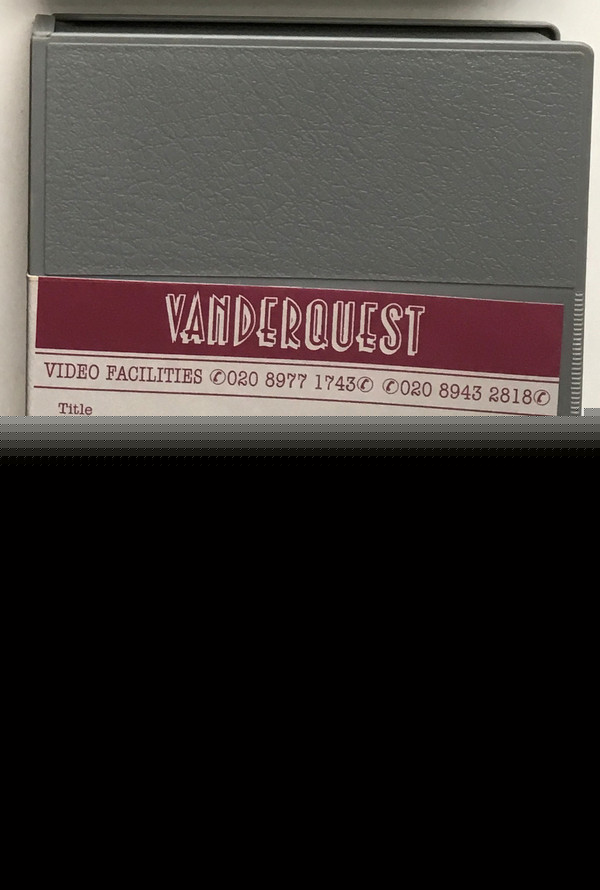 VANDERQUEST
VIDEO FACILITIES ✆020 8977 1743✆ ✆020 8943 2818✆
Title